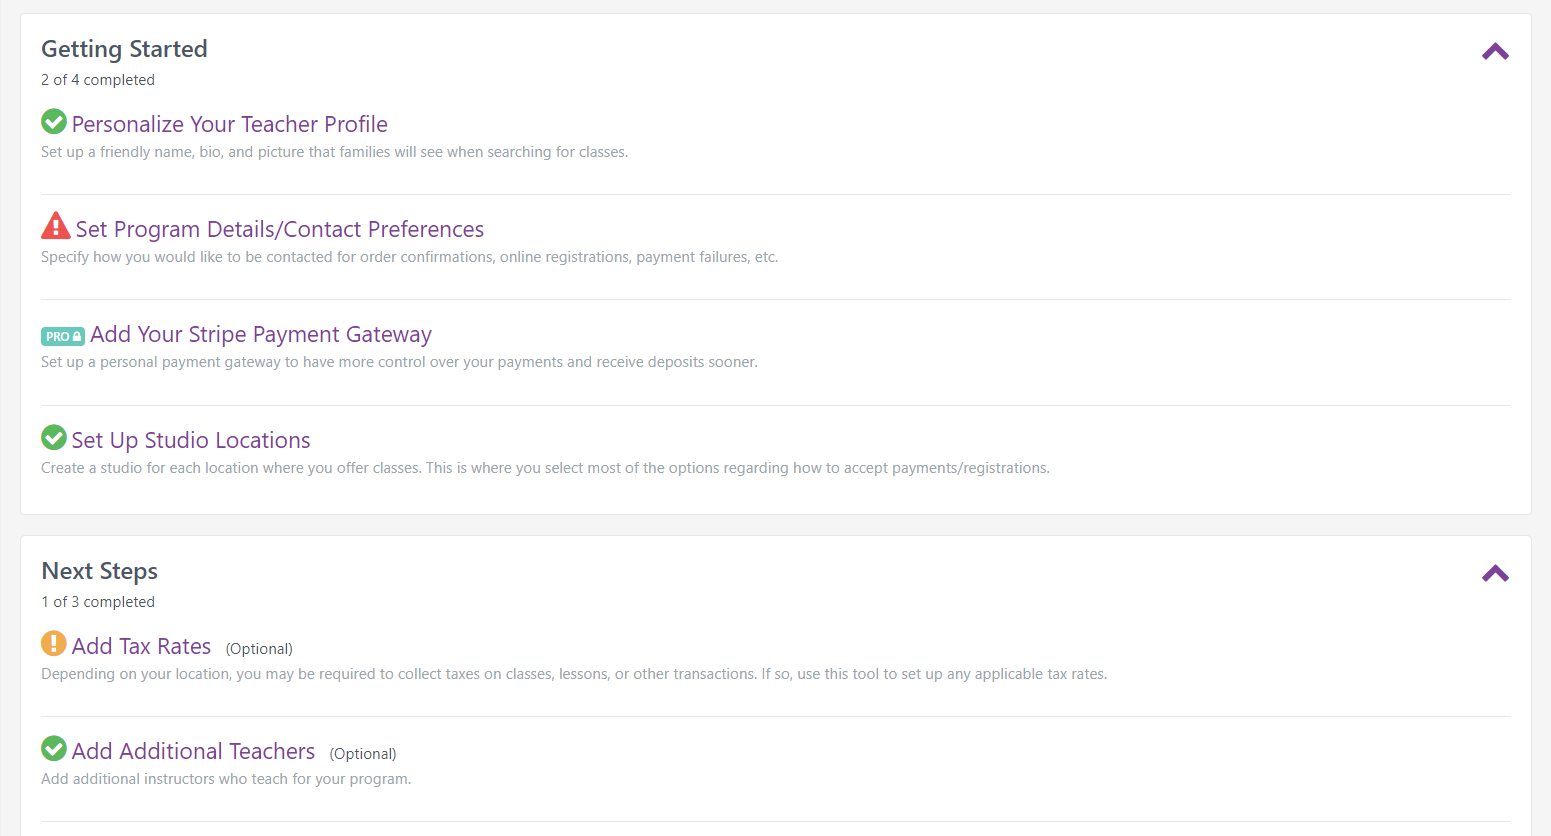 Getting Started
2 of 4 completed
Personalize Your Teacher Profile
Set up a friendly name, bio, and picture that families will see when searching for classes.
Set Program Details/Contact Preferences
Specify how you would like to be contacted for order confirmations, online registrations, payment failures, etc.
PRO Add Your Stripe Payment Gateway
Set up a personal payment gateway to have more control over your payments and receive deposits sooner.
Set Up Studio Locations
Create a studio for each location where you offer classes. This is where you select most of the options regarding how to accept payments/registrations.
Next Steps
1 of 3 completed
Add Tax Rates (Optional)
Depending on your location, you may be required to collect taxes on classes, lessons, or other transactions. If so, use this tool to set up any applicable tax rates.
Add Additional Teachers (Optional)
Add additional instructors who teach for your program.